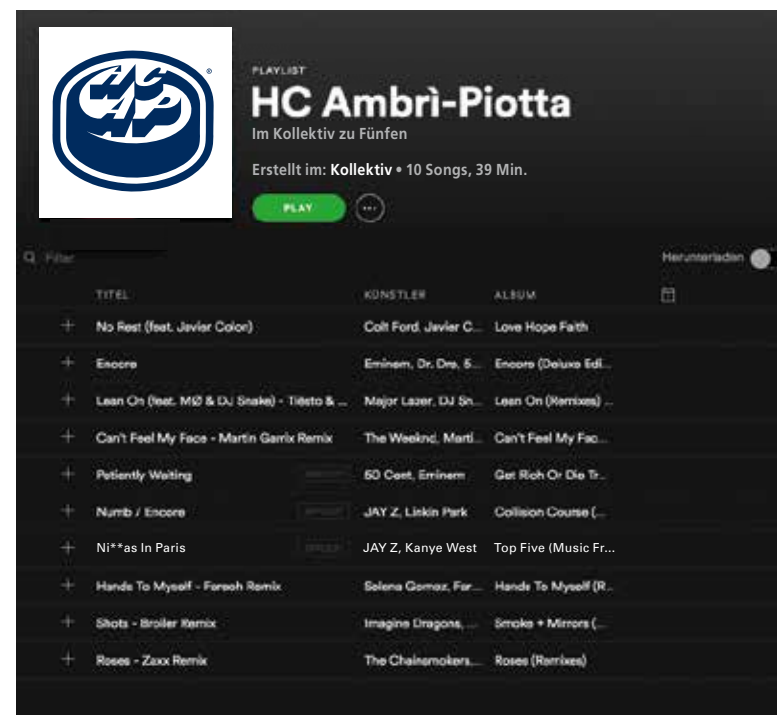 HC
AP
®
PLAYLIST
HC Ambrì-Piotta
Im Kollektiv zu Fünfen
Erstellt im: Kollektiv • 10 Songs, 39 Min.
PLAY
Filter
Herunterladen
TITEL KÜNSTLER ALBUM
No Rest (feat. Javier Colon) Colt Ford, Javier C... Love Hope Faith
Encore Eminem, Dr. Dre, 5... Encore (Deluxe Edi...
Lean On (feat. MØ & DJ Snake) - Tiësto & ... Major Lazer, DJ Sn... Lean On (Remixes) ...
Can't Feel My Face - Martin Garrix Remix The Weeknd, Marti... Can't Feel My Fac...
Patiently Waiting 50 Cent, Eminem Get Rich Or Die Tr...
Numb / Encore JAY Z, Linkin Park Collision Course (...
Ni**as In Paris JAY Z, Kanye West Top Five (Music Fr...
Hands To Myself - Fareoh Remix Selena Gomez, Far... Hands To Myself (R...
Shots - Broiler Remix Imagine Dragons, ... Smoke + Mirrors (...
Roses - Zaxx Remix The Chainsmokers... Roses (Remixes)